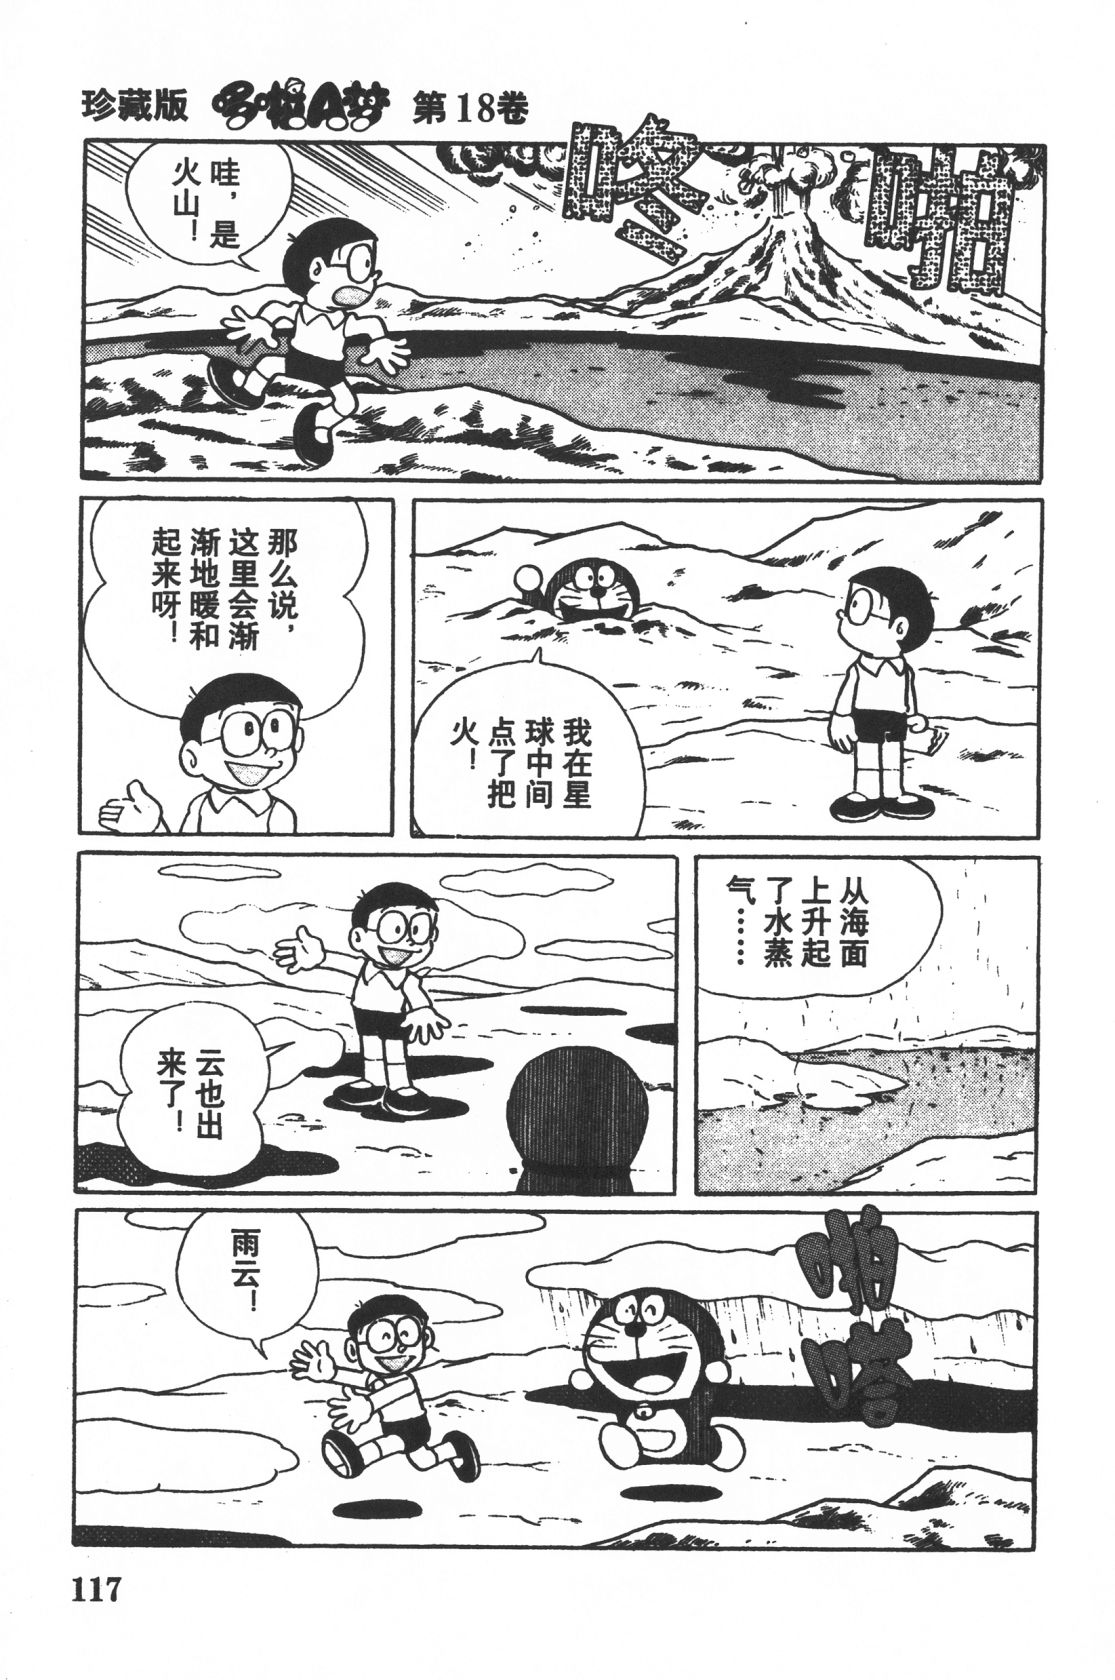 珍藏版 哆啦A梦 第18卷
哇，是
火山！
咚
啪
我在星
球中间
点了把
火！
那么说，
这里会渐
渐地暖和
起来呀！
从海面
上升起
了水蒸
气……
云也出
来了！
雨云！
啪
嗒
117